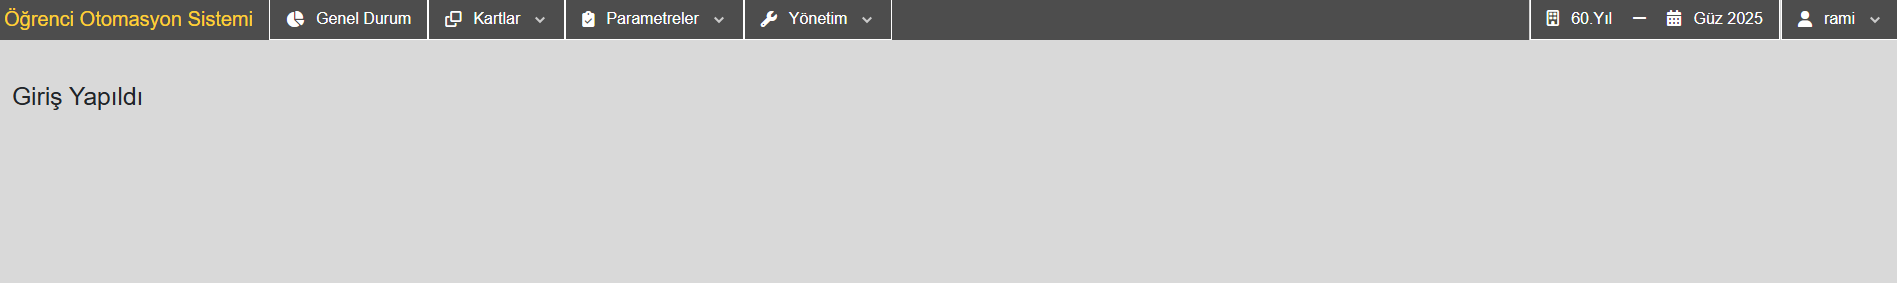 Öğrenci Otomasyon Sistemi Genel Durum Kartlar Parametreler Yönetim 60.Yıl — Güz 2025 rami
Giriş Yapıldı